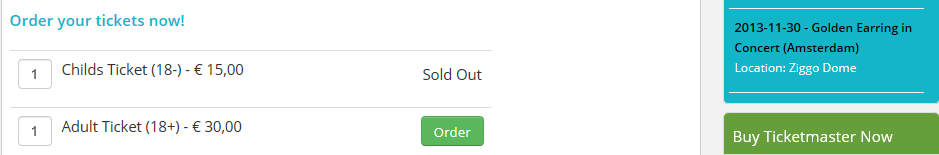 Order your tickets now!
1
Childs Ticket (18-) - € 15,00
Sold Out
1
Adult Ticket (18+) - € 30,00
Order
2013-11-30 - Golden Earring in
Concert (Amsterdam)
Location: Ziggo Dome
Buy Ticketmaster Now